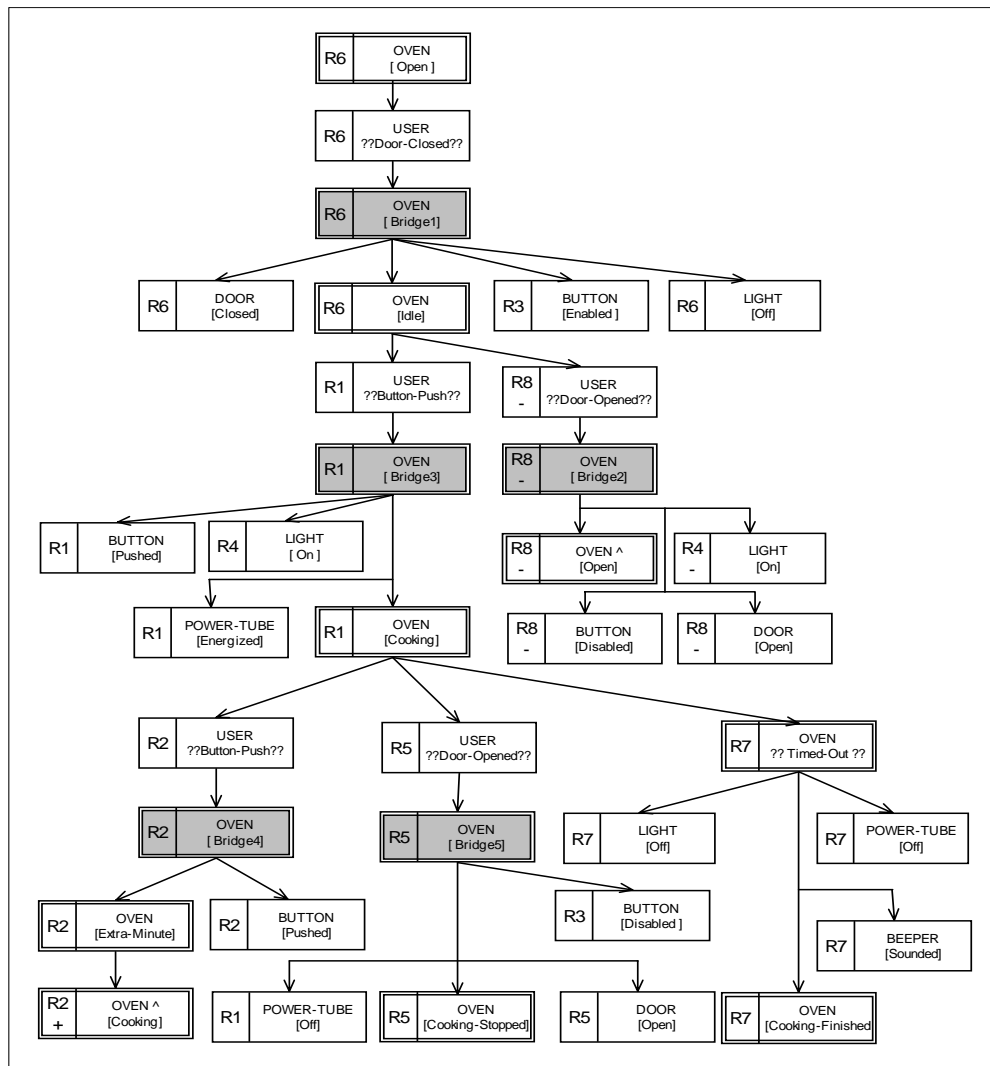 R6
OVEN
[ Open ]
R6
USER
??Door-Closed??
R6
OVEN
[ Bridge1]
R6
DOOR
[Closed]
R6
OVEN
[Idle]
R3
BUTTON
[Enabled ]
R6
LIGHT
[Off]
R1
USER
??Button-Push??
R8
-
USER
??Door-Opened??
R1
OVEN
[ Bridge3]
R8
-
OVEN
[ Bridge2]
R1
BUTTON
[Pushed]
R4
LIGHT
[ On ]
R8
-
OVEN ^
[Open]
R4
-
LIGHT
[On]
R1
POWER-TUBE
[Energized]
R1
OVEN
[Cooking]
R8
-
BUTTON
[Disabled]
R8
-
DOOR
[Open]
R2
USER
??Button-Push??
R5
USER
??Door-Opened??
R7
OVEN
?? Timed-Out ??
R2
OVEN
[ Bridge4]
R5
OVEN
[ Bridge5]
R7
LIGHT
[Off]
R7
POWER-TUBE
[Off]
R2
OVEN
[Extra-Minute]
R2
BUTTON
[Pushed]
R3
BUTTON
[Disabled ]
R7
BEEPER
[Sounded]
R2
+
OVEN ^
[Cooking]
R1
POWER-TUBE
[Off]
R5
OVEN
[Cooking-Stopped]
R5
DOOR
[Open]
R7
OVEN
[Cooking-Finished]